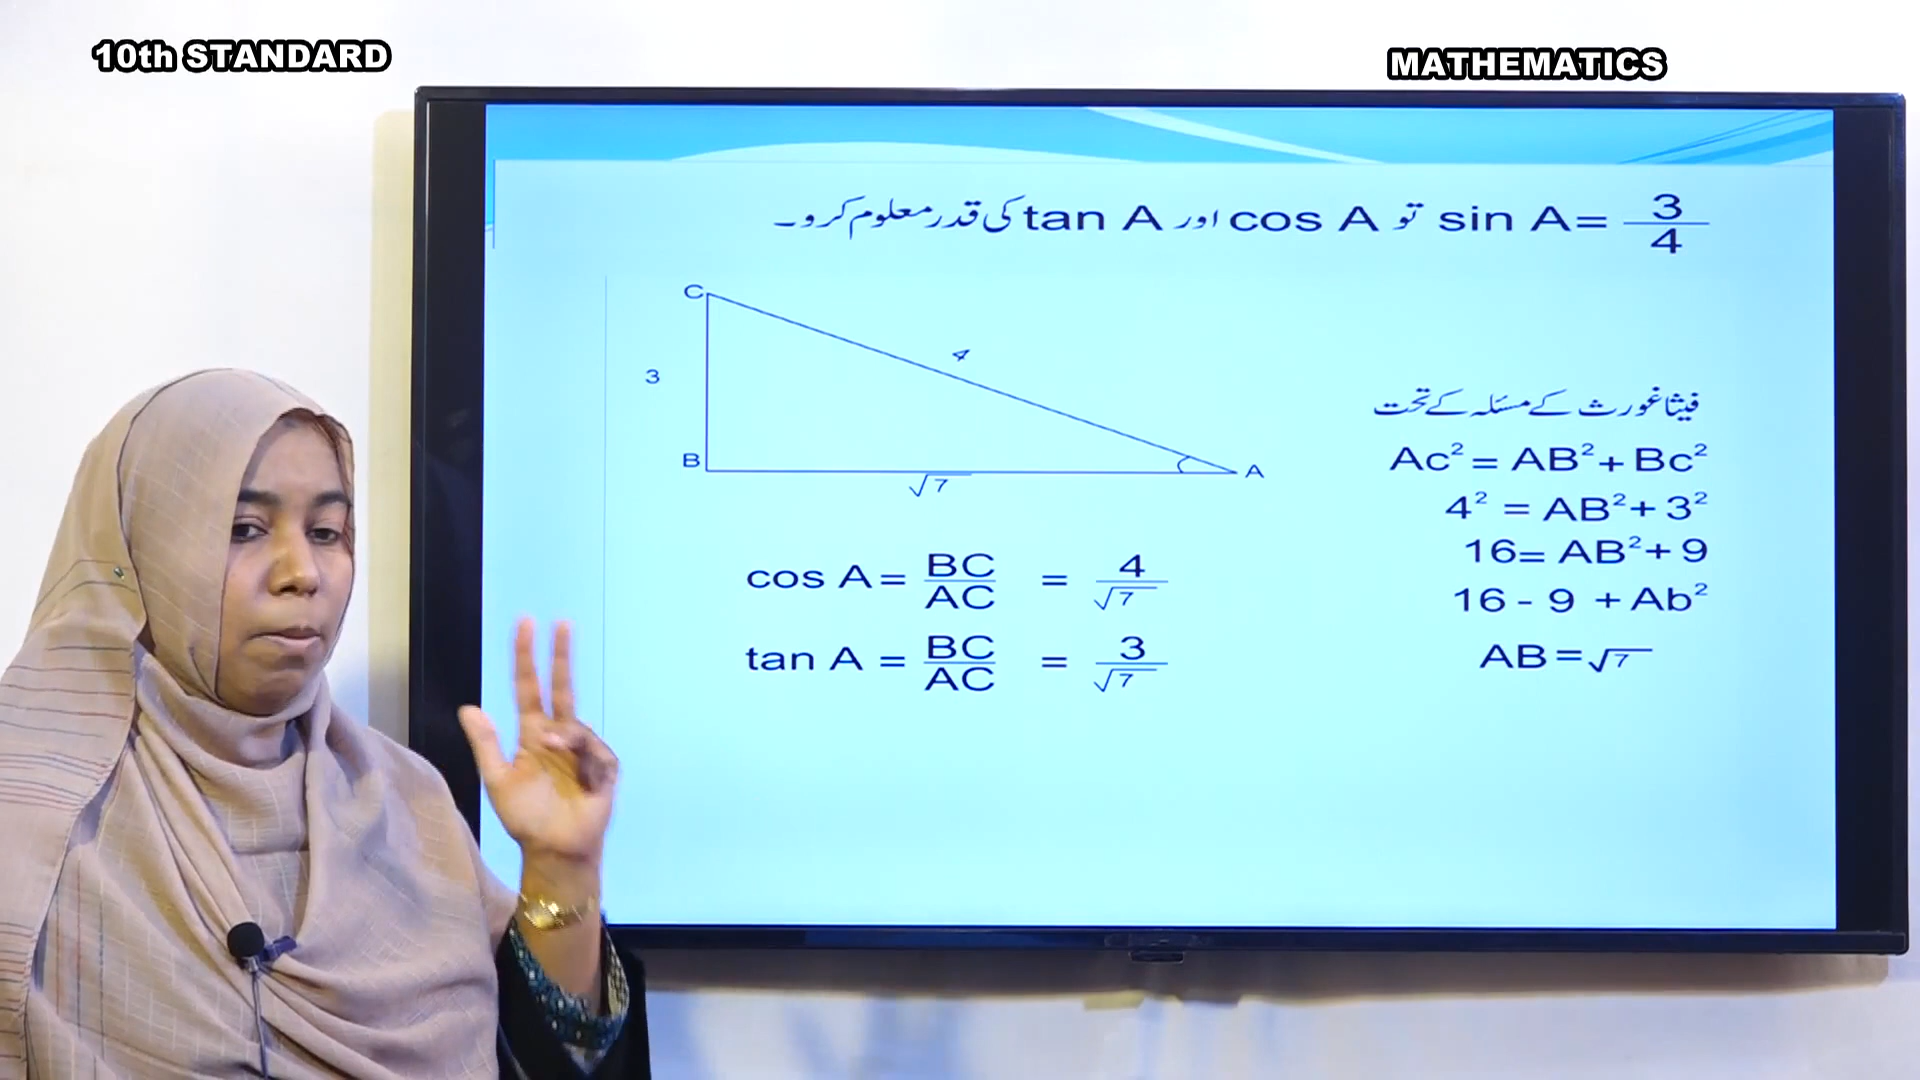 10th STANDARD
MATHEMATICS
sin A= 3/4 تو cos A اور tan A کی قدر معلوم کرو۔
C
3
4
B
A
√7
فیثا غورث کے مسئلہ کے تحت
Ac²= AB²+ Bc²
4² = AB²+ 3²
16= AB²+ 9
16 - 9 + Ab²
AB=√7
cos A= BC/AC = 4/√7
tan A = BC/AC = 3/√7